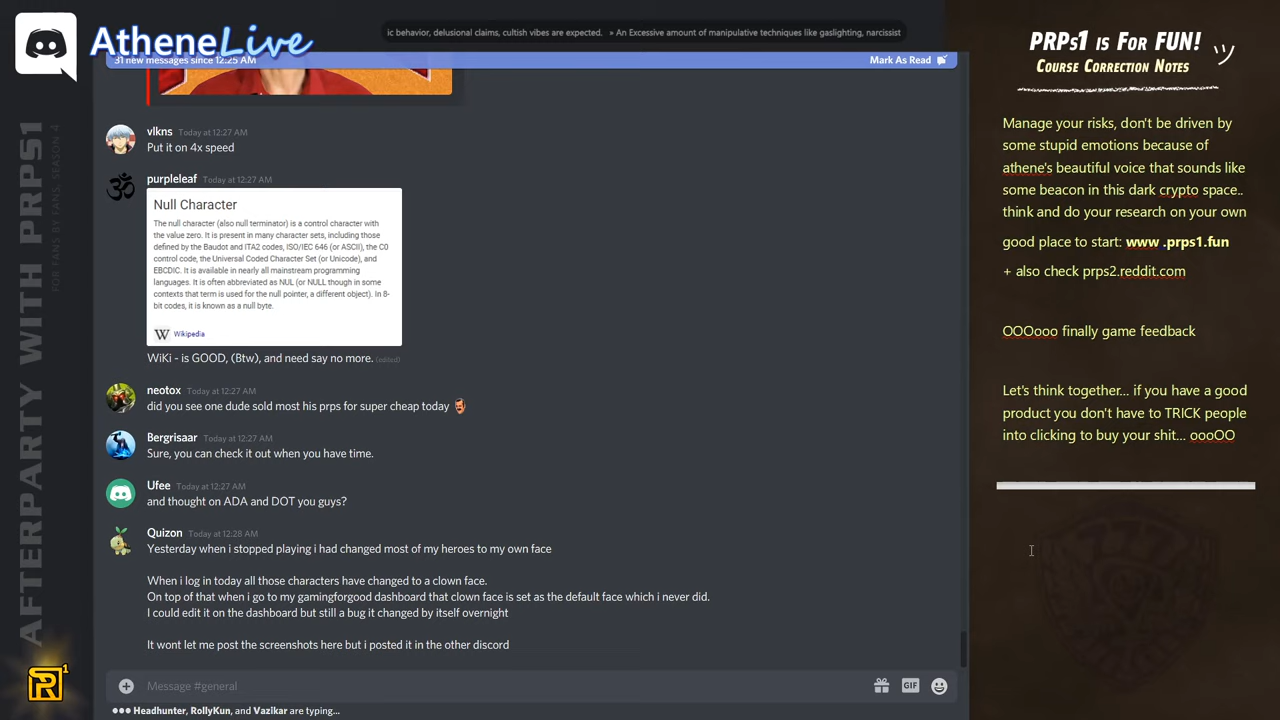 AtheneLive
ic behavior, delusional claims, cultish vibes are expected.   » An Excessive amount of manipulative techniques like gaslighting, narcissist
31 new messages since 12:25 AM
Mark As Read
vlkns Today at 12:27 AM
Put it on 4x speed
purpleleaf Today at 12:27 AM
Null Character
The null character (also null terminator) is a control character with
the value zero. It is present in many character sets, including those
defined by the Baudot and ITA2 codes, ISO/IEC 646 (or ASCII), the C0
control code, the Universal Coded Character Set (or Unicode), and
EBCDIC. It is available in nearly all mainstream programming
languages. It is often abbreviated as NUL (or NULL though in some
contexts that term is used for the null pointer, a different object). In 8-
bit codes, it is known as a null byte.
W Wikipedia
WiKi - is GOOD, (Btw), and need say no more. (edited)
neotox Today at 12:27 AM
did you see one dude sold most his prps for super cheap today
Bergrisaar Today at 12:27 AM
Sure, you can check it out when you have time.
Ufee Today at 12:27 AM
and thought on ADA and DOT you guys?
Quizon Today at 12:28 AM
Yesterday when i stopped playing i had changed most of my heroes to my own face
When i log in today all those characters have changed to a clown face.
On top of that when i go to my gamingforgood dashboard that clown face is set as the default face which i never did.
I could edit it on the dashboard but still a bug it changed by itself overnight
It wont let me post the screenshots here but i posted it in the other discord
Message #general
GIF
Headhunter, RollyKun, and Vazikar are typing...
AFTERPARTY WITH PRPS1
FOR FANS BY FANS, SEASON 4
R1
PRPs1 is For FUN!
Course Correction Notes
ツ
Manage your risks, don't be driven by
some stupid emotions because of
athene's beautiful voice that sounds like
some beacon in this dark crypto space..
think and do your research on your own
good place to start: www .prps1.fun
+ also check prps2.reddit.com
OOOooo finally game feedback
Let's think together... if you have a good
product you don't have to TRICK people
into clicking to buy your shit... oooOO